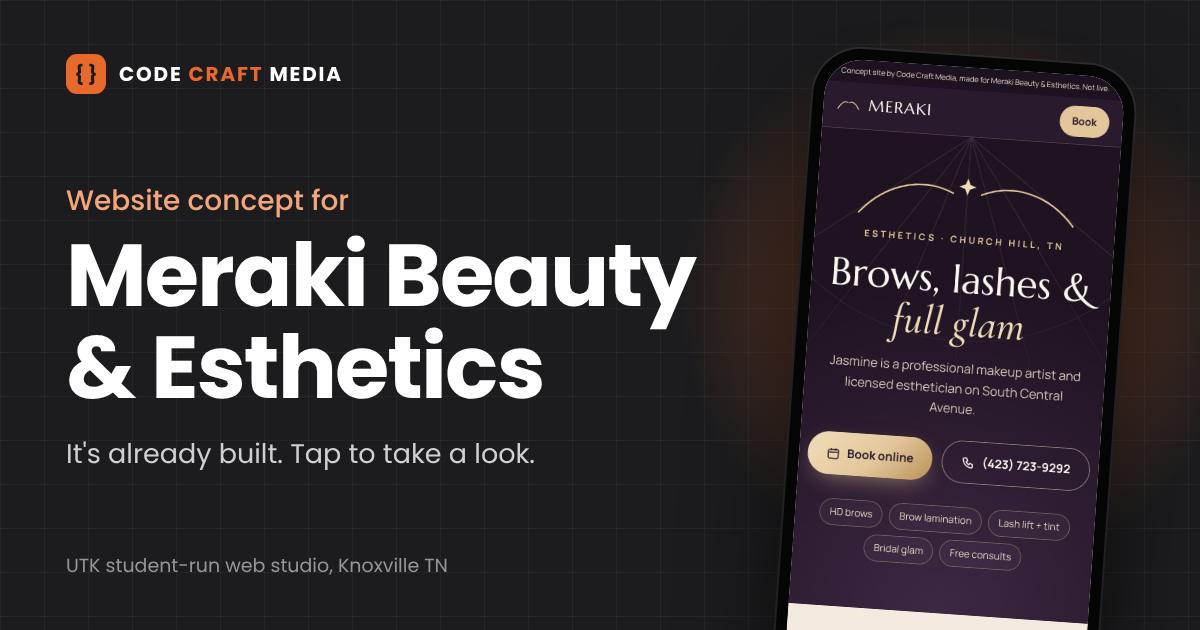 { } CODE CRAFT MEDIA
Website concept for
Meraki Beauty
& Esthetics
It's already built. Tap to take a look.
UTK student-run web studio, Knoxville TN
Concept site by Code Craft Media, made for Meraki Beauty & Esthetics. Not live.
MERAKI
Book
ESTHETICS · CHURCH HILL, TN
Brows, lashes &
full glam
Jasmine is a professional makeup artist and
licensed esthetician on South Central
Avenue.
Book online
(423) 723-9292
HD brows
Brow lamination
Lash lift + tint
Bridal glam
Free consults